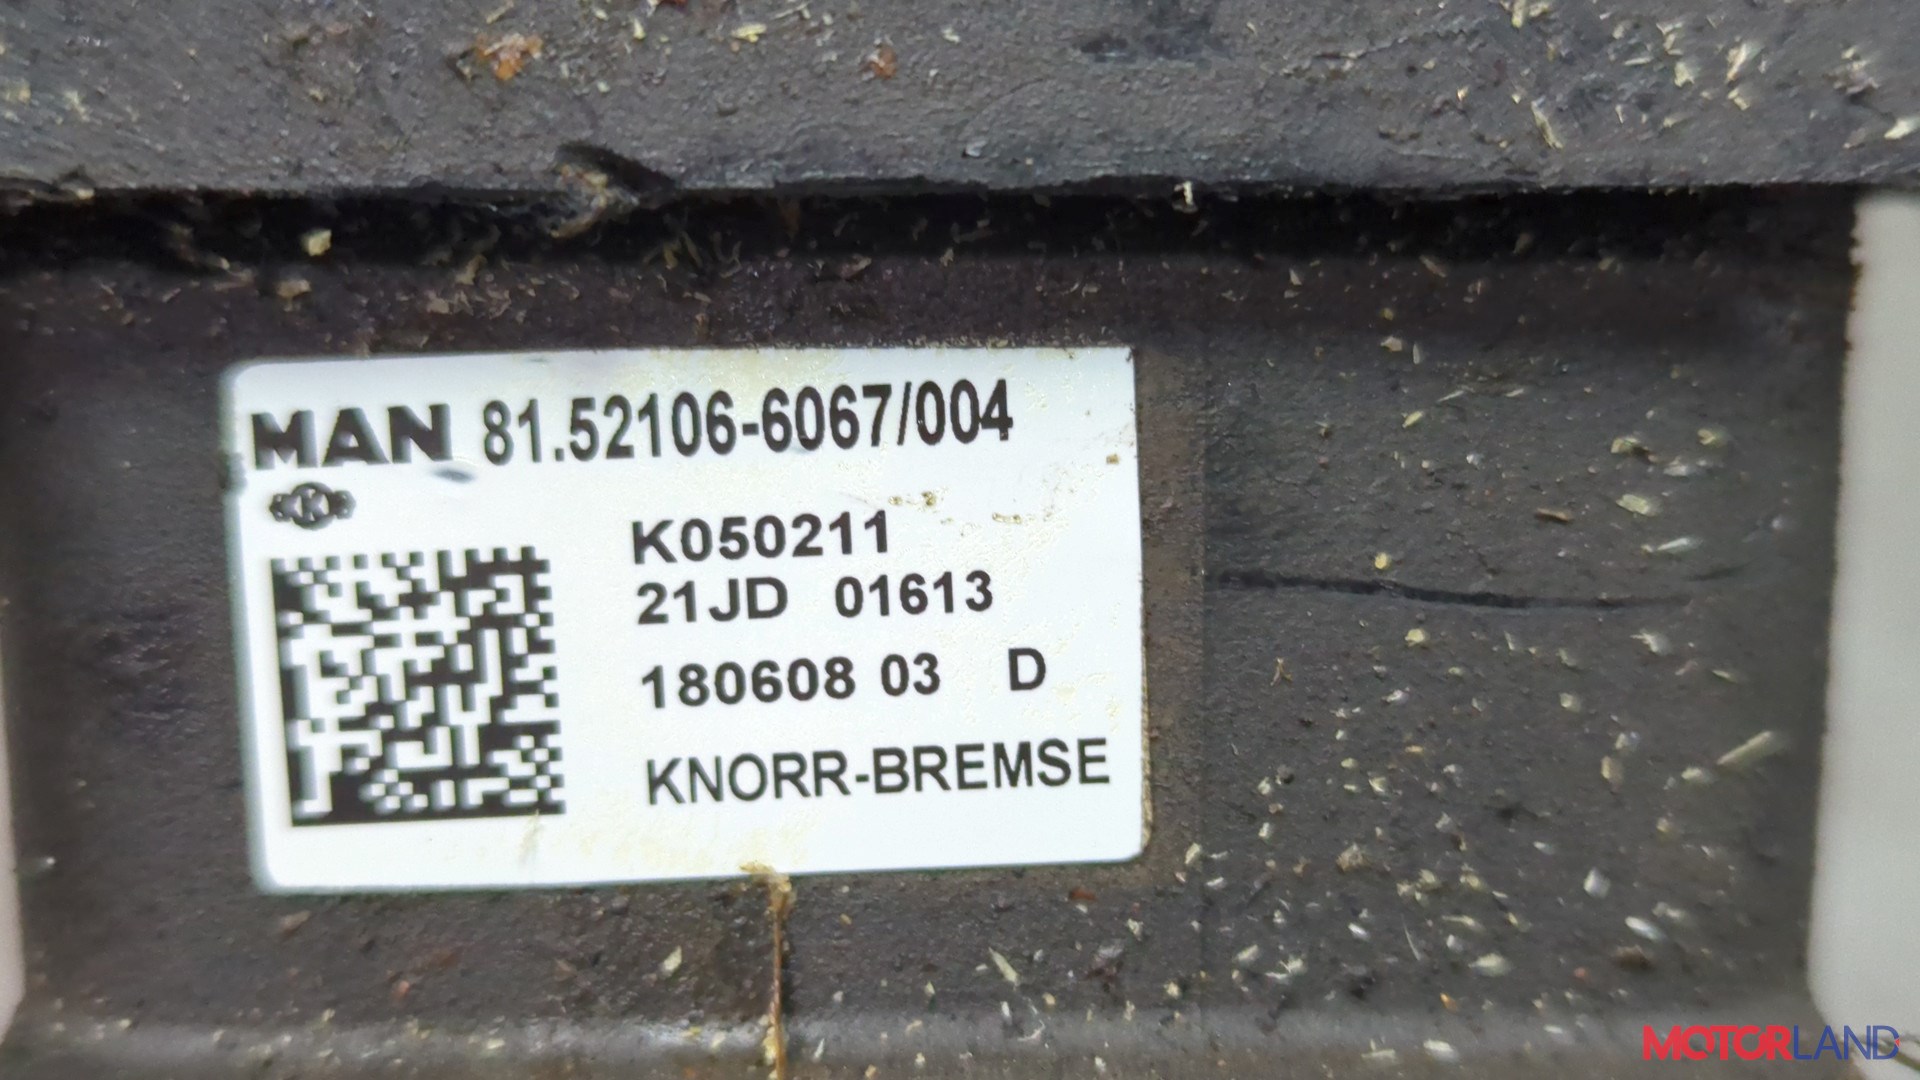 MAN 81.52106-6067/004
K
K050211
21JD 01613
180608 03 D
KNORR-BREMSE
MOTORLAND